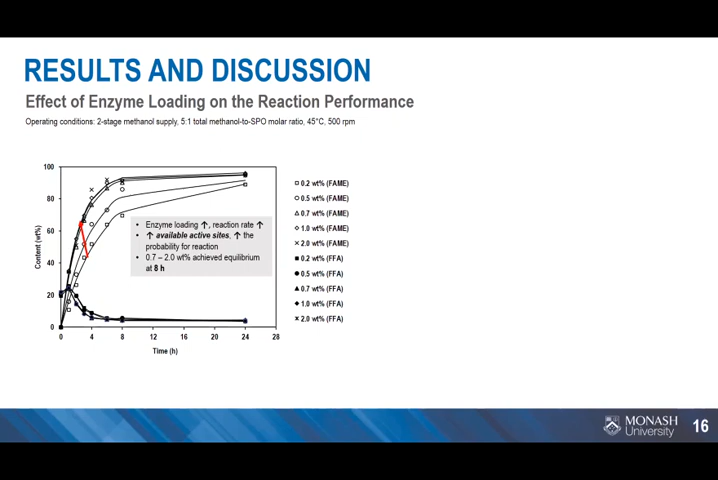 RESULTS AND DISCUSSION
Effect of Enzyme Loading on the Reaction Performance
Operating conditions: 2-stage methanol supply, 5:1 total methanol-to-SPO molar ratio, 45°C, 500 rpm
Content (wt%)
100
80
60
40
20
0
0 4 8 12 16 20 24 28
Time (h)
• Enzyme loading ↑, reaction rate ↑
• ↑ available active sites, ↑ the
probability for reaction
• 0.7 – 2.0 wt% achieved equilibrium
at 8 h
0.2 wt% (FAME)
0.5 wt% (FAME)
0.7 wt% (FAME)
1.0 wt% (FAME)
2.0 wt% (FAME)
0.2 wt% (FFA)
0.5 wt% (FFA)
0.7 wt% (FFA)
1.0 wt% (FFA)
2.0 wt% (FFA)
MONASH
University
16